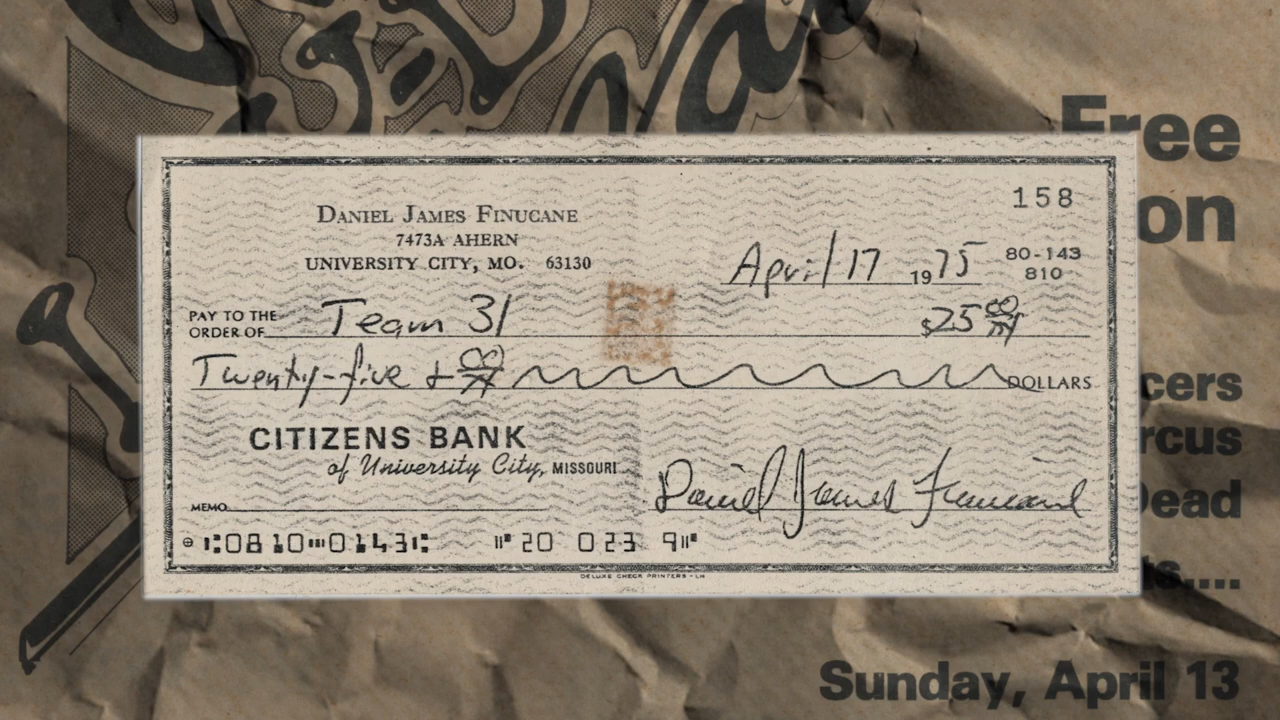 Free
on
158
DANIEL JAMES FINUCANE
7473A AHERN
UNIVERSITY CITY, MO. 63130
April 17 1975
80-143
810
PAY TO THE
ORDER OF Team 31 $25 00/xx
Twenty-five + 00/xx DOLLARS
CITIZENS BANK
of University City, MISSOURI
MEMO
Daniel James Finucane
⑆0810⑉0143⑆ ⑈20 023 9⑈
DELUXE CHECK PRINTERS - LH
cers
rcus
Dead
ts....
Sunday, April 13